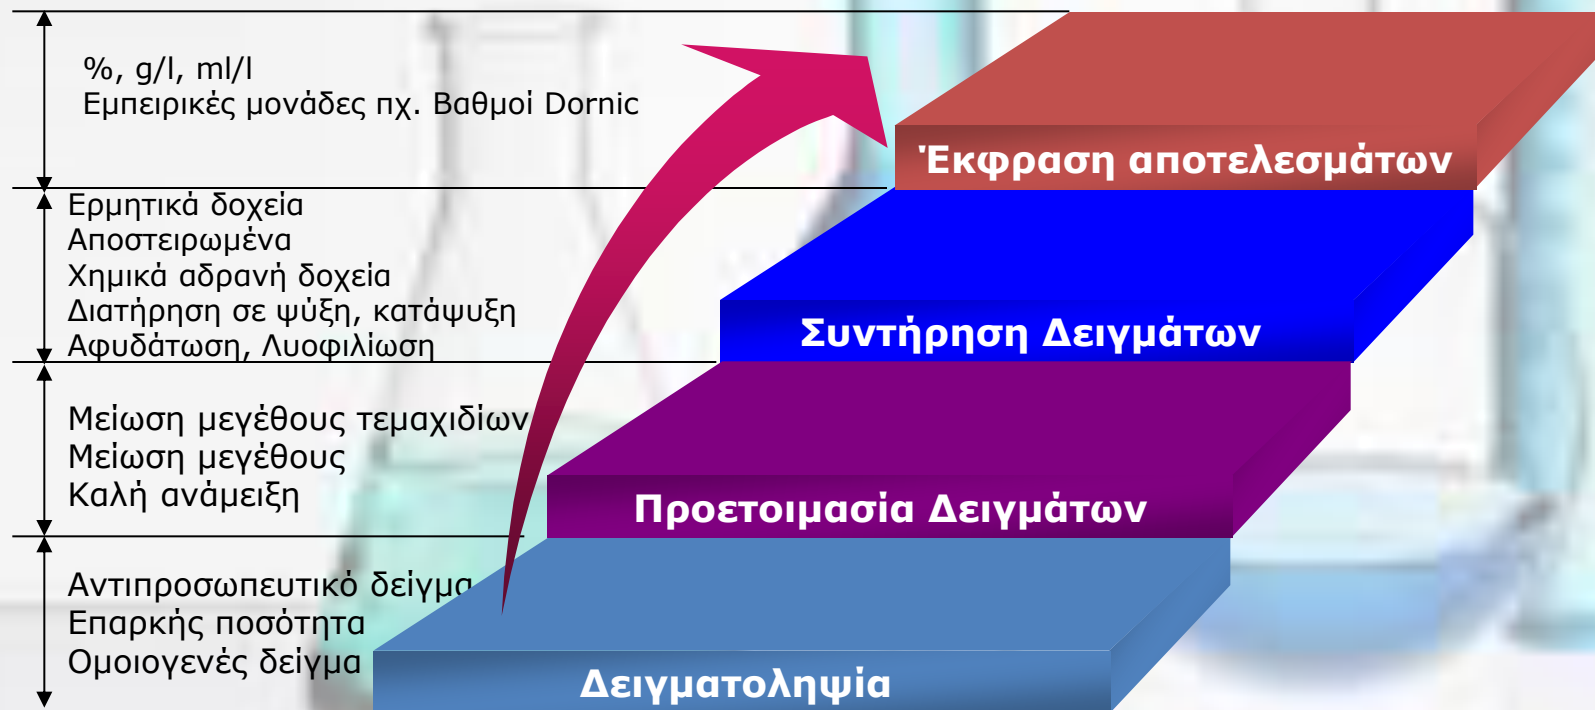 %, g/l, ml/l
Εμπειρικές μονάδες πχ. Βαθμοί Dornic
Έκφραση αποτελεσμάτων
Ερμητικά δοχεία
Αποστειρωμένα
Χημικά αδρανή δοχεία
Διατήρηση σε ψύξη, κατάψυξη
Αφυδάτωση, Λυοφιλίωση
Συντήρηση Δειγμάτων
Μείωση μεγέθους τεμαχιδίων
Μείωση μεγέθους
Καλή ανάμειξη
Προετοιμασία Δειγμάτων
Αντιπροσωπευτικό δείγμα
Επαρκής ποσότητα
Ομοιογενές δείγμα
Δειγματοληψία